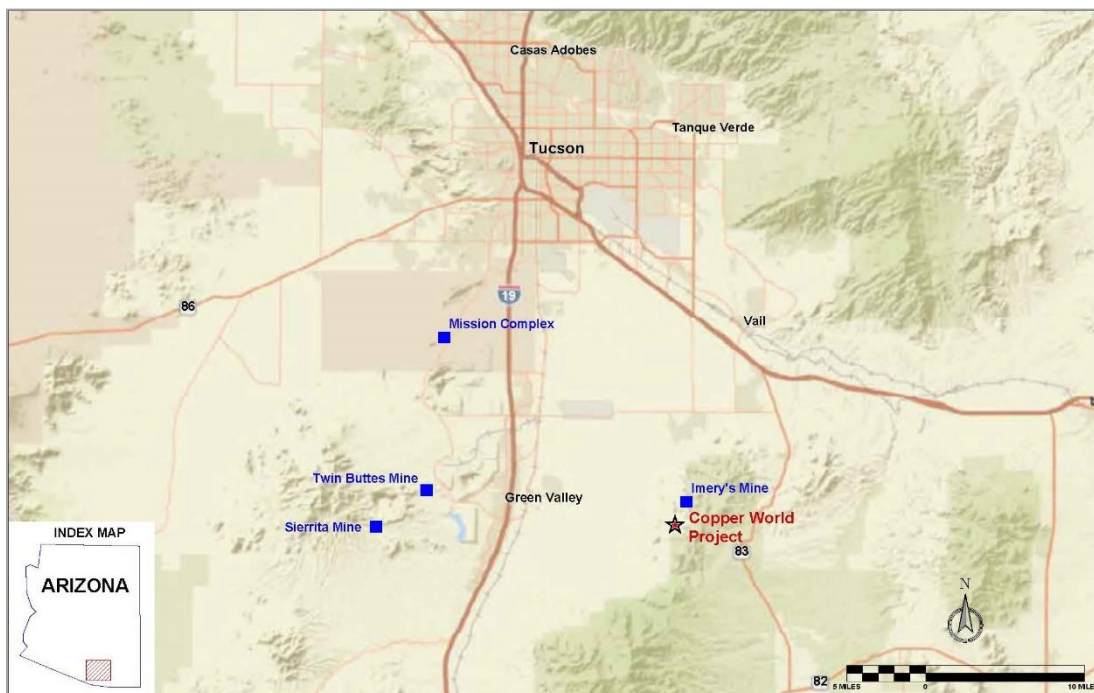 Casas Adobes
Tanque Verde
Tucson
86
19
Mission Complex
Vail
Twin Buttes Mine
Green Valley
Imery's Mine
Sierrita Mine
Copper World
Project
83
INDEX MAP
ARIZONA
N
82
5 MILES 0 10 MILES